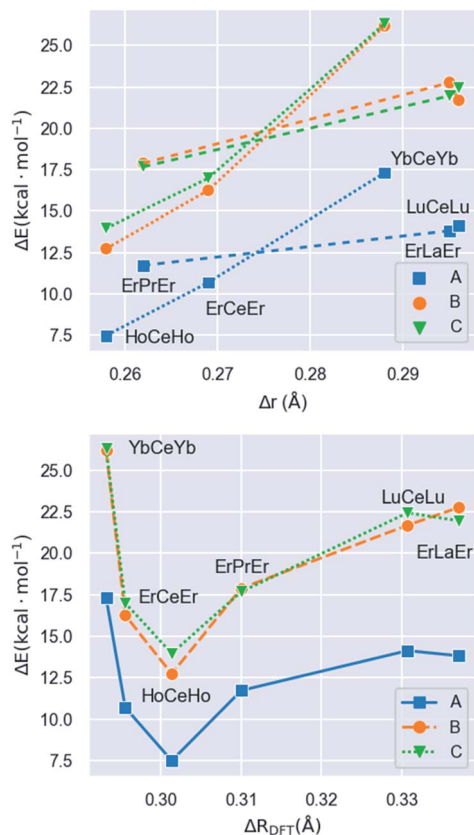 25.0
22.5
20.0
17.5
15.0
12.5
10.0
7.5
ΔE(kcal · mol⁻¹)
YbCeYb
LuCeLu
ErLaEr
ErPrEr
ErCeEr
HoCeHo
A
B
C
0.26
0.27
0.28
0.29
Δr (Å)
25.0
22.5
20.0
17.5
15.0
12.5
10.0
7.5
ΔE(kcal · mol⁻¹)
YbCeYb
LuCeLu
ErPrEr
ErLaEr
ErCeEr
HoCeHo
A
B
C
0.30
0.31
0.32
0.33
ΔR_DFT(Å)